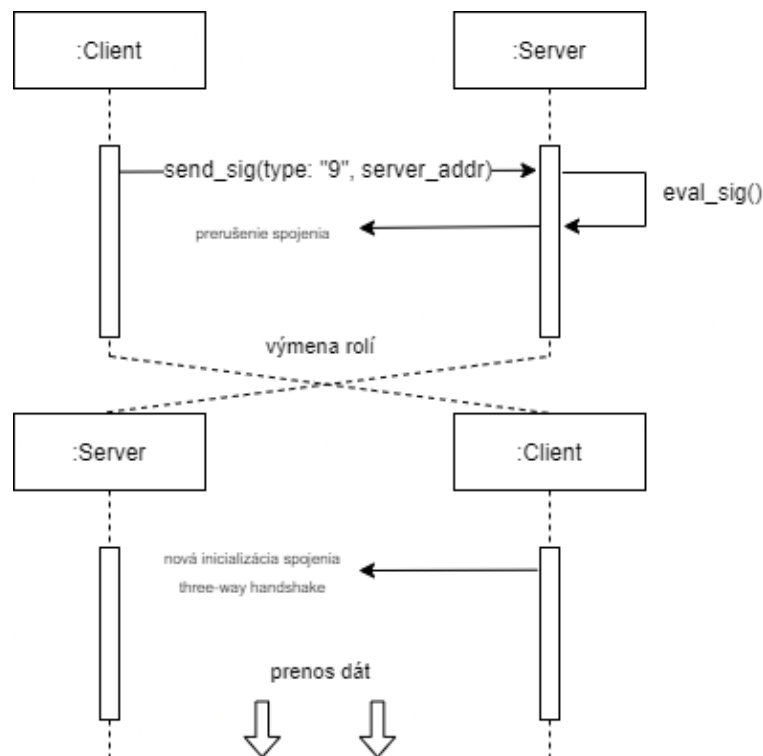 :Client
:Server
send_sig(type: "9", server_addr)
eval_sig()
prerušenie spojenia
výmena rolí
:Server
:Client
nová inicializácia spojenia
three-way handshake
prenos dát